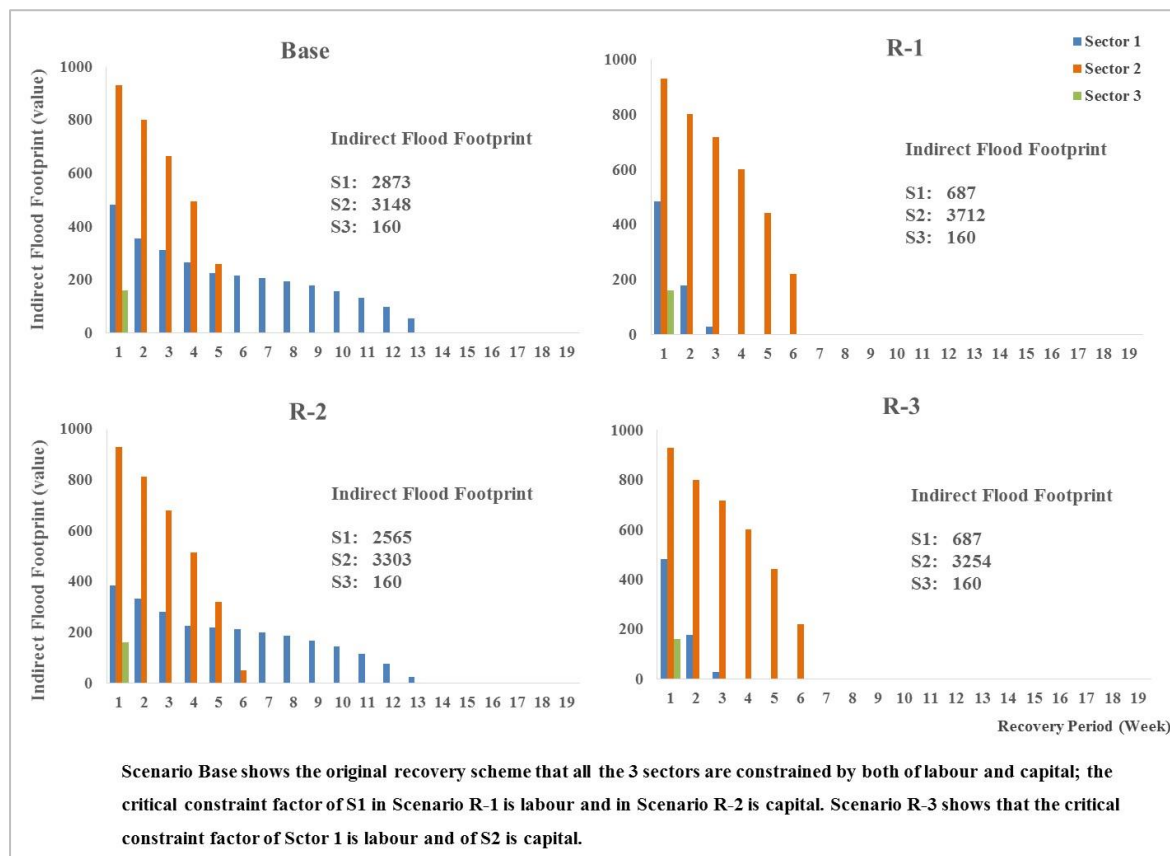 Base
Indirect Flood Footprint (value)
1000
800
600
400
200
0
Indirect Flood Footprint
S1: 2873
S2: 3148
S3: 160
1 2 3 4 5 6 7 8 9 10 11 12 13 14 15 16 17 18 19
R-1
Sector 1
Sector 2
Sector 3
1000
800
600
400
200
0
Indirect Flood Footprint
S1: 687
S2: 3712
S3: 160
1 2 3 4 5 6 7 8 9 10 11 12 13 14 15 16 17 18 19
R-2
Indirect Flood Footprint (value)
1000
800
600
400
200
0
Indirect Flood Footprint
S1: 2565
S2: 3303
S3: 160
1 2 3 4 5 6 7 8 9 10 11 12 13 14 15 16 17 18 19
R-3
1000
800
600
400
200
0
Indirect Flood Footprint
S1: 687
S2: 3254
S3: 160
1 2 3 4 5 6 7 8 9 10 11 12 13 14 15 16 17 18 19
Recovery Period (Week)
Scenario Base shows the original recovery scheme that all the 3 sectors are constrained by both of labour and capital; the
critical constraint factor of S1 in Scenario R-1 is labour and in Scenario R-2 is capital. Scenario R-3 shows that the critical
constraint factor of Sctor 1 is labour and of S2 is capital.